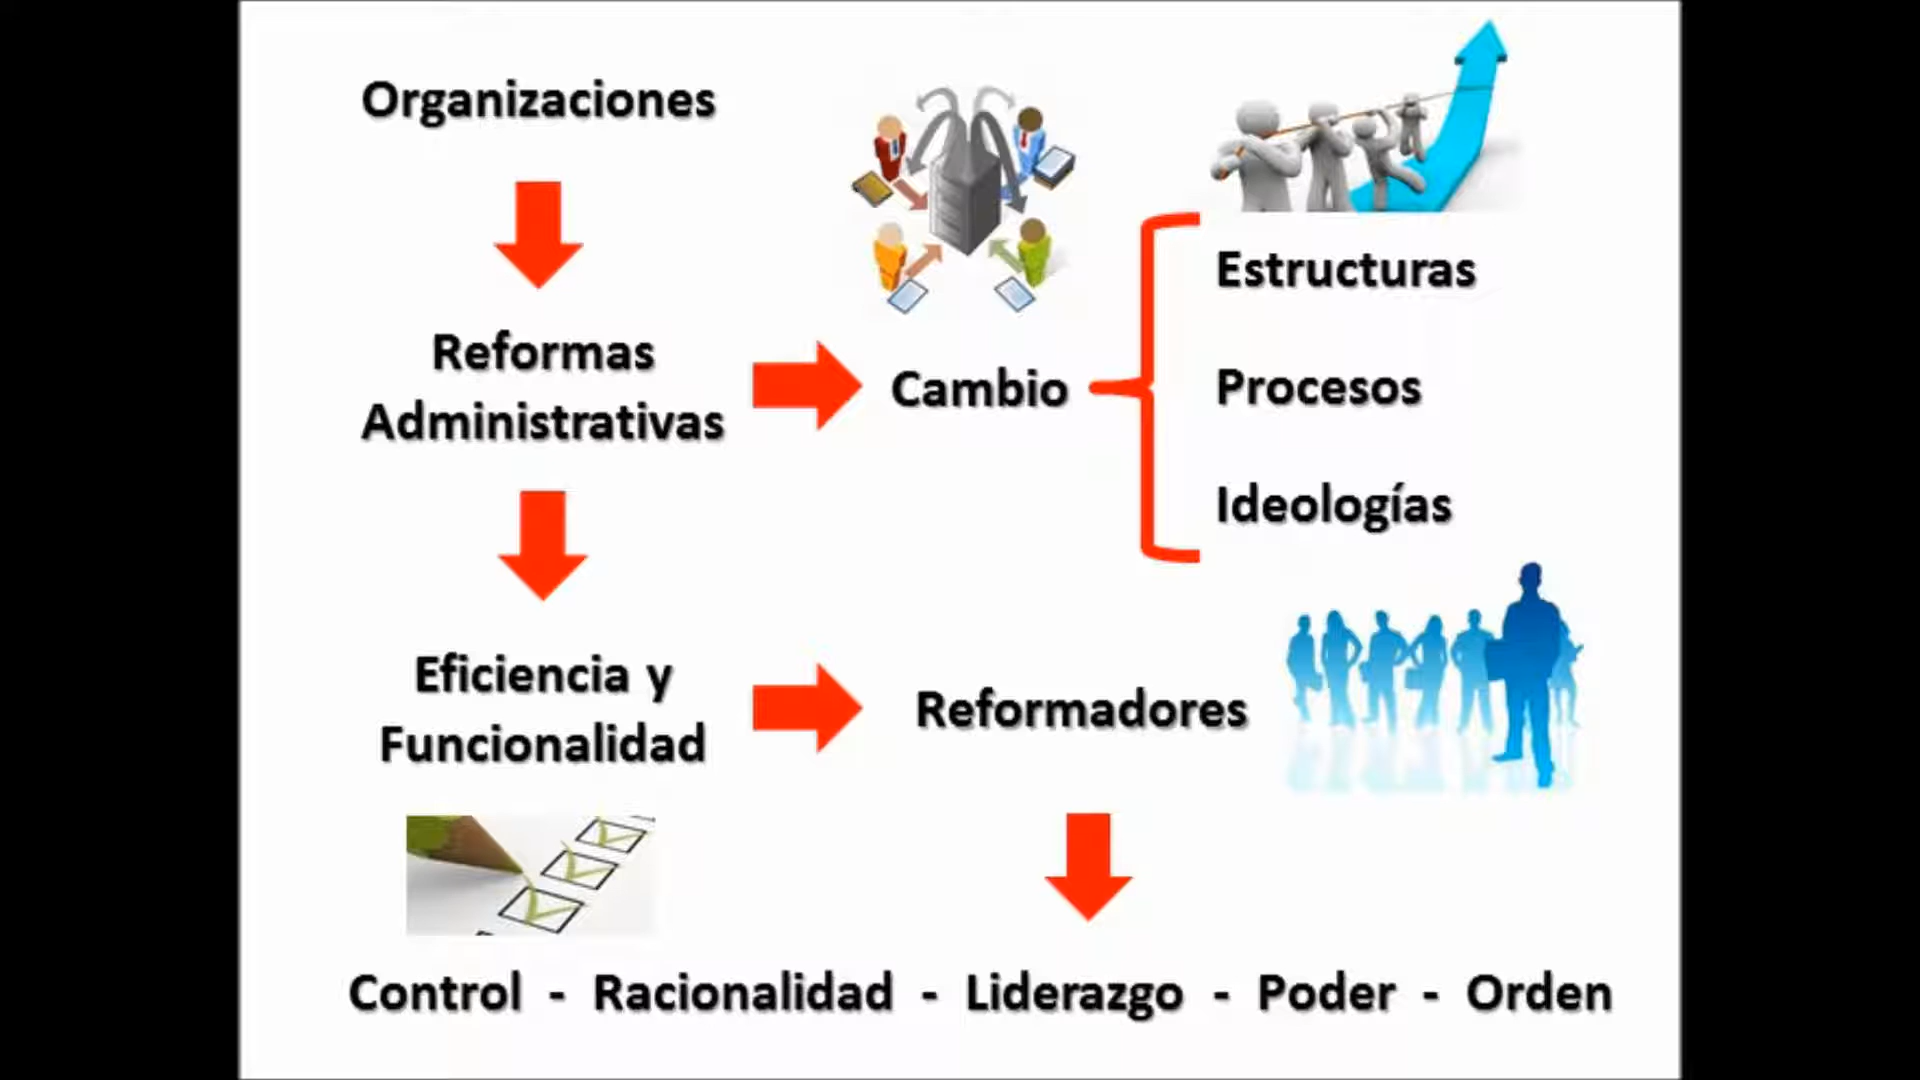 Organizaciones
Reformas
Administrativas
Cambio
Estructuras
Procesos
Ideologías
Eficiencia y
Funcionalidad
Reformadores
Control - Racionalidad - Liderazgo - Poder - Orden